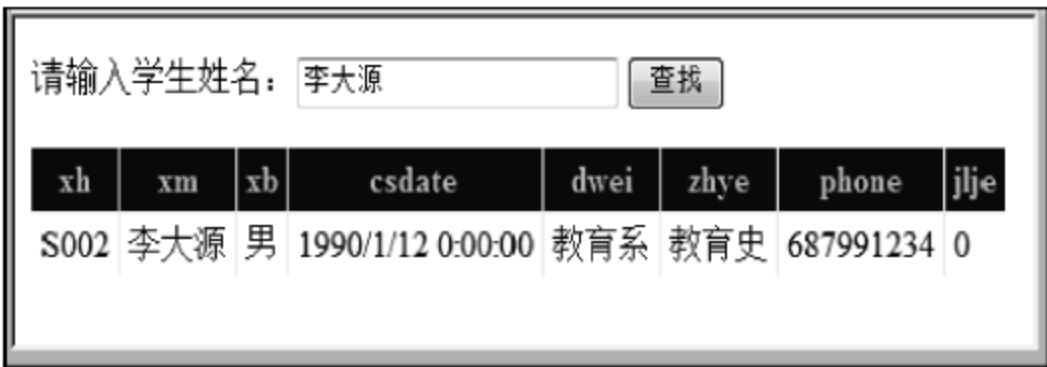 请输入学生姓名：李大源 查找
xh xm xb csdate dwei zhye phone jlje
S002 李大源 男 1990/1/12 0:00:00 教育系 教育史 687991234 0